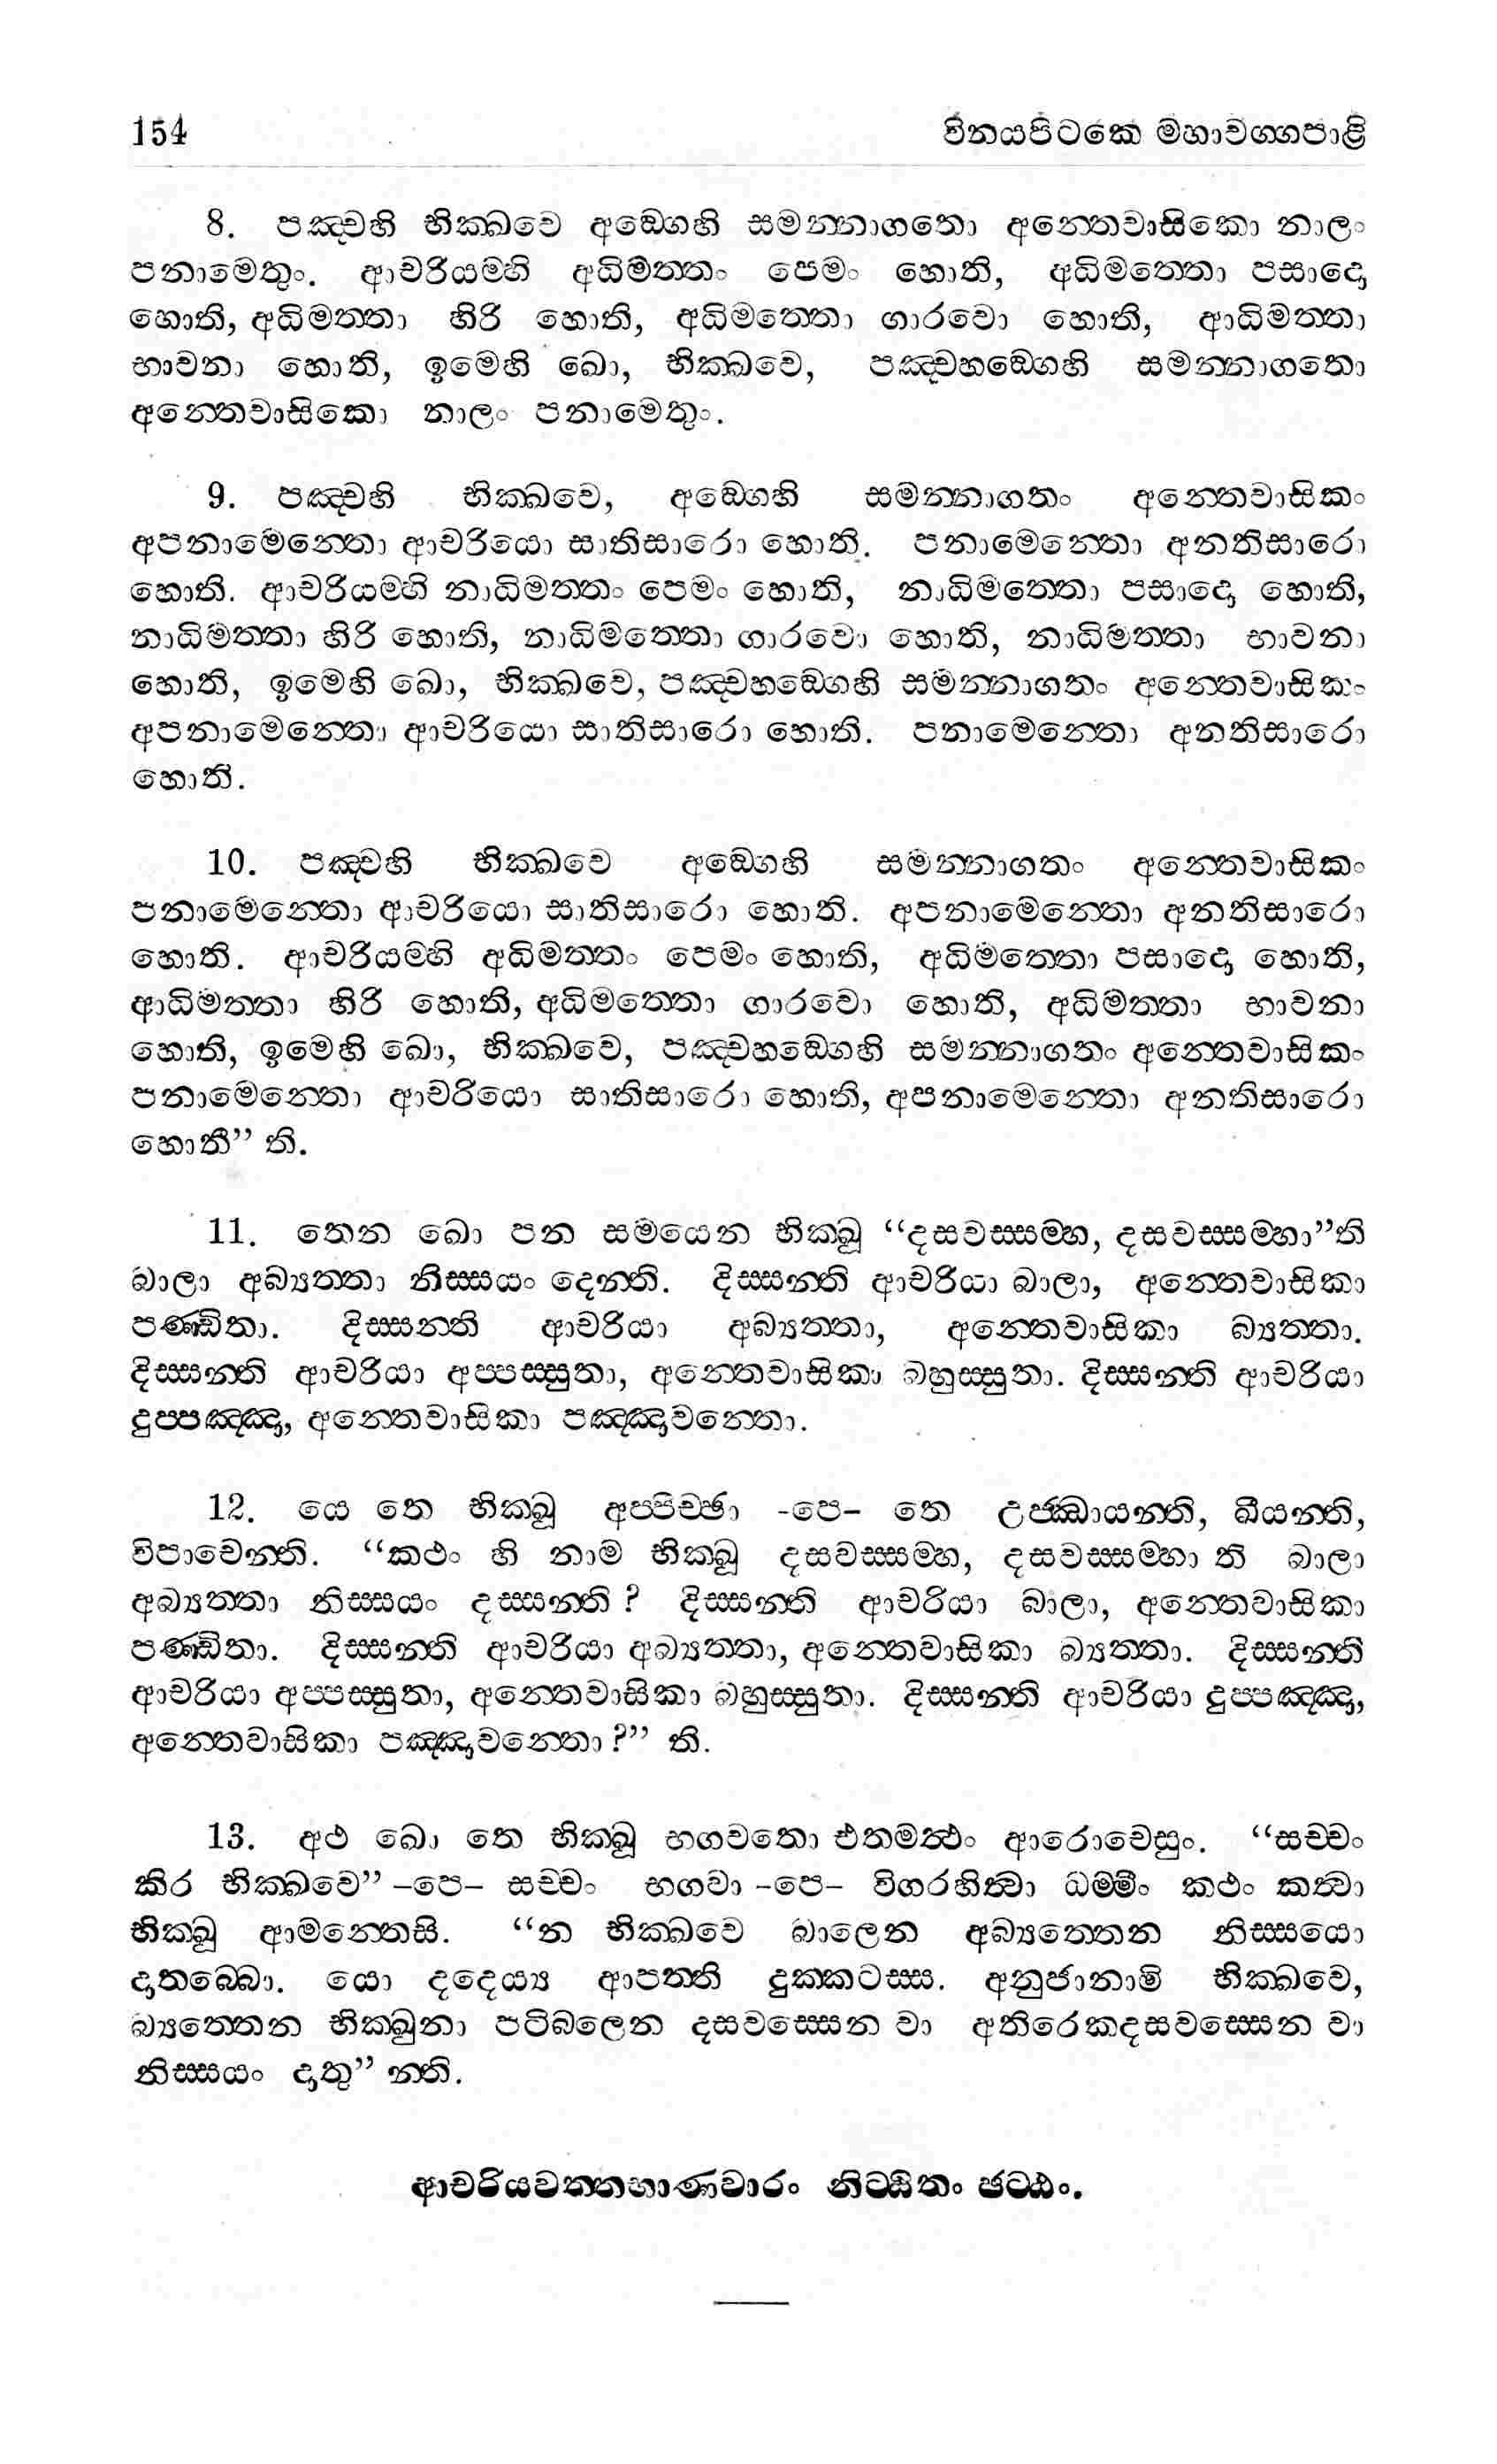 154 විනයපිටකෙ මහාවග්ගපාළි
8. පඤ්චහි භික්ඛවෙ අඞ්ගෙහි සමන්නාගතො අන්තෙවාසිකො නාලං
පනාමෙතුං. ආචරියම්හි අධිමත්තං පෙමං හොති, අධිමත්තො පසාදො
හොති, අධිමත්තා හිරි හොති, අධිමත්තො ගාරවො හොති, ආධිමත්තා
භාවනා හොති, ඉමෙහි ඛො, භික්ඛවෙ, පඤ්චහඞ්ගෙහි සමන්නාගතො
අන්තෙවාසිකො නාලං පනාමෙතුං.
9. පඤ්චහි භික්ඛවෙ, අඞ්ගෙහි සමන්නාගතං අන්තෙවාසිකං
අපනාමෙන්තො ආචරියො සාතිසාරො හොති. පනාමෙන්තො අනතිසාරො
හොති. ආචරියම්හි නාධිමත්තං පෙමං හොති, නාධිමත්තො පසාදො හොති,
නාධිමත්තා හිරි හොති, නාධිමත්තො ගාරවො හොති, නාධිමත්තා භාවනා
හොති, ඉමෙහි ඛො, භික්ඛවෙ, පඤ්චහඞ්ගෙහි සමන්නාගතං අන්තෙවාසිකං
අපනාමෙන්තො ආචරියො සාතිසාරො හොති. පනාමෙන්තො අනතිසාරො
හොති.
10. පඤ්චහි භික්ඛවෙ අඞ්ගෙහි සමන්නාගතං අන්තෙවාසිකං
පනාමෙන්තො ආචරියො සාතිසාරො හොති. අපනාමෙන්තො අනතිසාරො
හොති. ආචරියම්හි අධිමත්තං පෙමං හොති, අධිමත්තො පසාදො හොති,
ආධිමත්තා හිරි හොති, අධිමත්තො ගාරවො හොති, අධිමත්තා භාවනා
හොති, ඉමෙහි ඛො, භික්ඛවෙ, පඤ්චහඞ්ගෙහි සමන්නාගතං අන්තෙවාසිකං
පනාමෙන්තො ආචරියො සාතිසාරො හොති, අපනාමෙන්තො අනතිසාරො
හොතී” ති.
11. තෙන ඛො පන සමයෙන භික්ඛූ “දසවස්සම්හ, දසවස්සම්හා”ති
බාලා අබ්‍යත්තා නිස්සයං දෙන්ති. දිස්සන්ති ආචරියා බාලා, අන්තෙවාසිකා
පණ්ඩිතා. දිස්සන්ති ආචරියා අබ්‍යත්තා, අන්තෙවාසිකා බ්‍යත්තා.
දිස්සන්ති ආචරියා අප්පස්සුතා, අන්තෙවාසිකා බහුස්සුතා. දිස්සන්ති ආචරියා
දුප්පඤ්ඤා, අන්තෙවාසිකා පඤ්ඤාවන්තො.
12. යෙ තෙ භික්ඛූ අප්පිච්ඡා -පෙ- තෙ උජ්ඣායන්ති, ඛීයන්ති,
විපාචෙන්ති. “කථං හි නාම භික්ඛූ දසවස්සම්හ, දසවස්සම්හා ති බාලා
අබ්‍යත්තා නිස්සයං දස්සන්ති? දිස්සන්ති ආචරියා බාලා, අන්තෙවාසිකා
පණ්ඩිතා. දිස්සන්ති ආචරියා අබ්‍යත්තා, අන්තෙවාසිකා බ්‍යත්තා. දිස්සන්ති
ආචරියා අප්පස්සුතා, අන්තෙවාසිකා බහුස්සුතා. දිස්සන්ති ආචරියා දුප්පඤ්ඤා,
අන්තෙවාසිකා පඤ්ඤාවන්තො?” ති.
13. අථ ඛො තෙ භික්ඛූ භගවතො එතමත්ථං ආරොචෙසුං. “සච්චං
කිර භික්ඛවෙ” -පෙ- සච්චං භගවා -පෙ- විගරහිත්වා ධම්මිං කථං කත්වා
භික්ඛූ ආමන්තෙසි. “න භික්ඛවෙ බාලෙන අබ්‍යත්තෙන නිස්සයො
දාතබ්බො. යො දදෙය්‍ය ආපත්ති දුක්කටස්ස. අනුජානාමි භික්ඛවෙ,
බ්‍යත්තෙන භික්ඛුනා පටිබලෙන දසවස්සෙන වා අතිරෙකදසවස්සෙන වා
නිස්සයං දාතු” න්ති.
ආචරියවත්තභාණවාරං නිට්ඨිතං ඡට්ඨං.